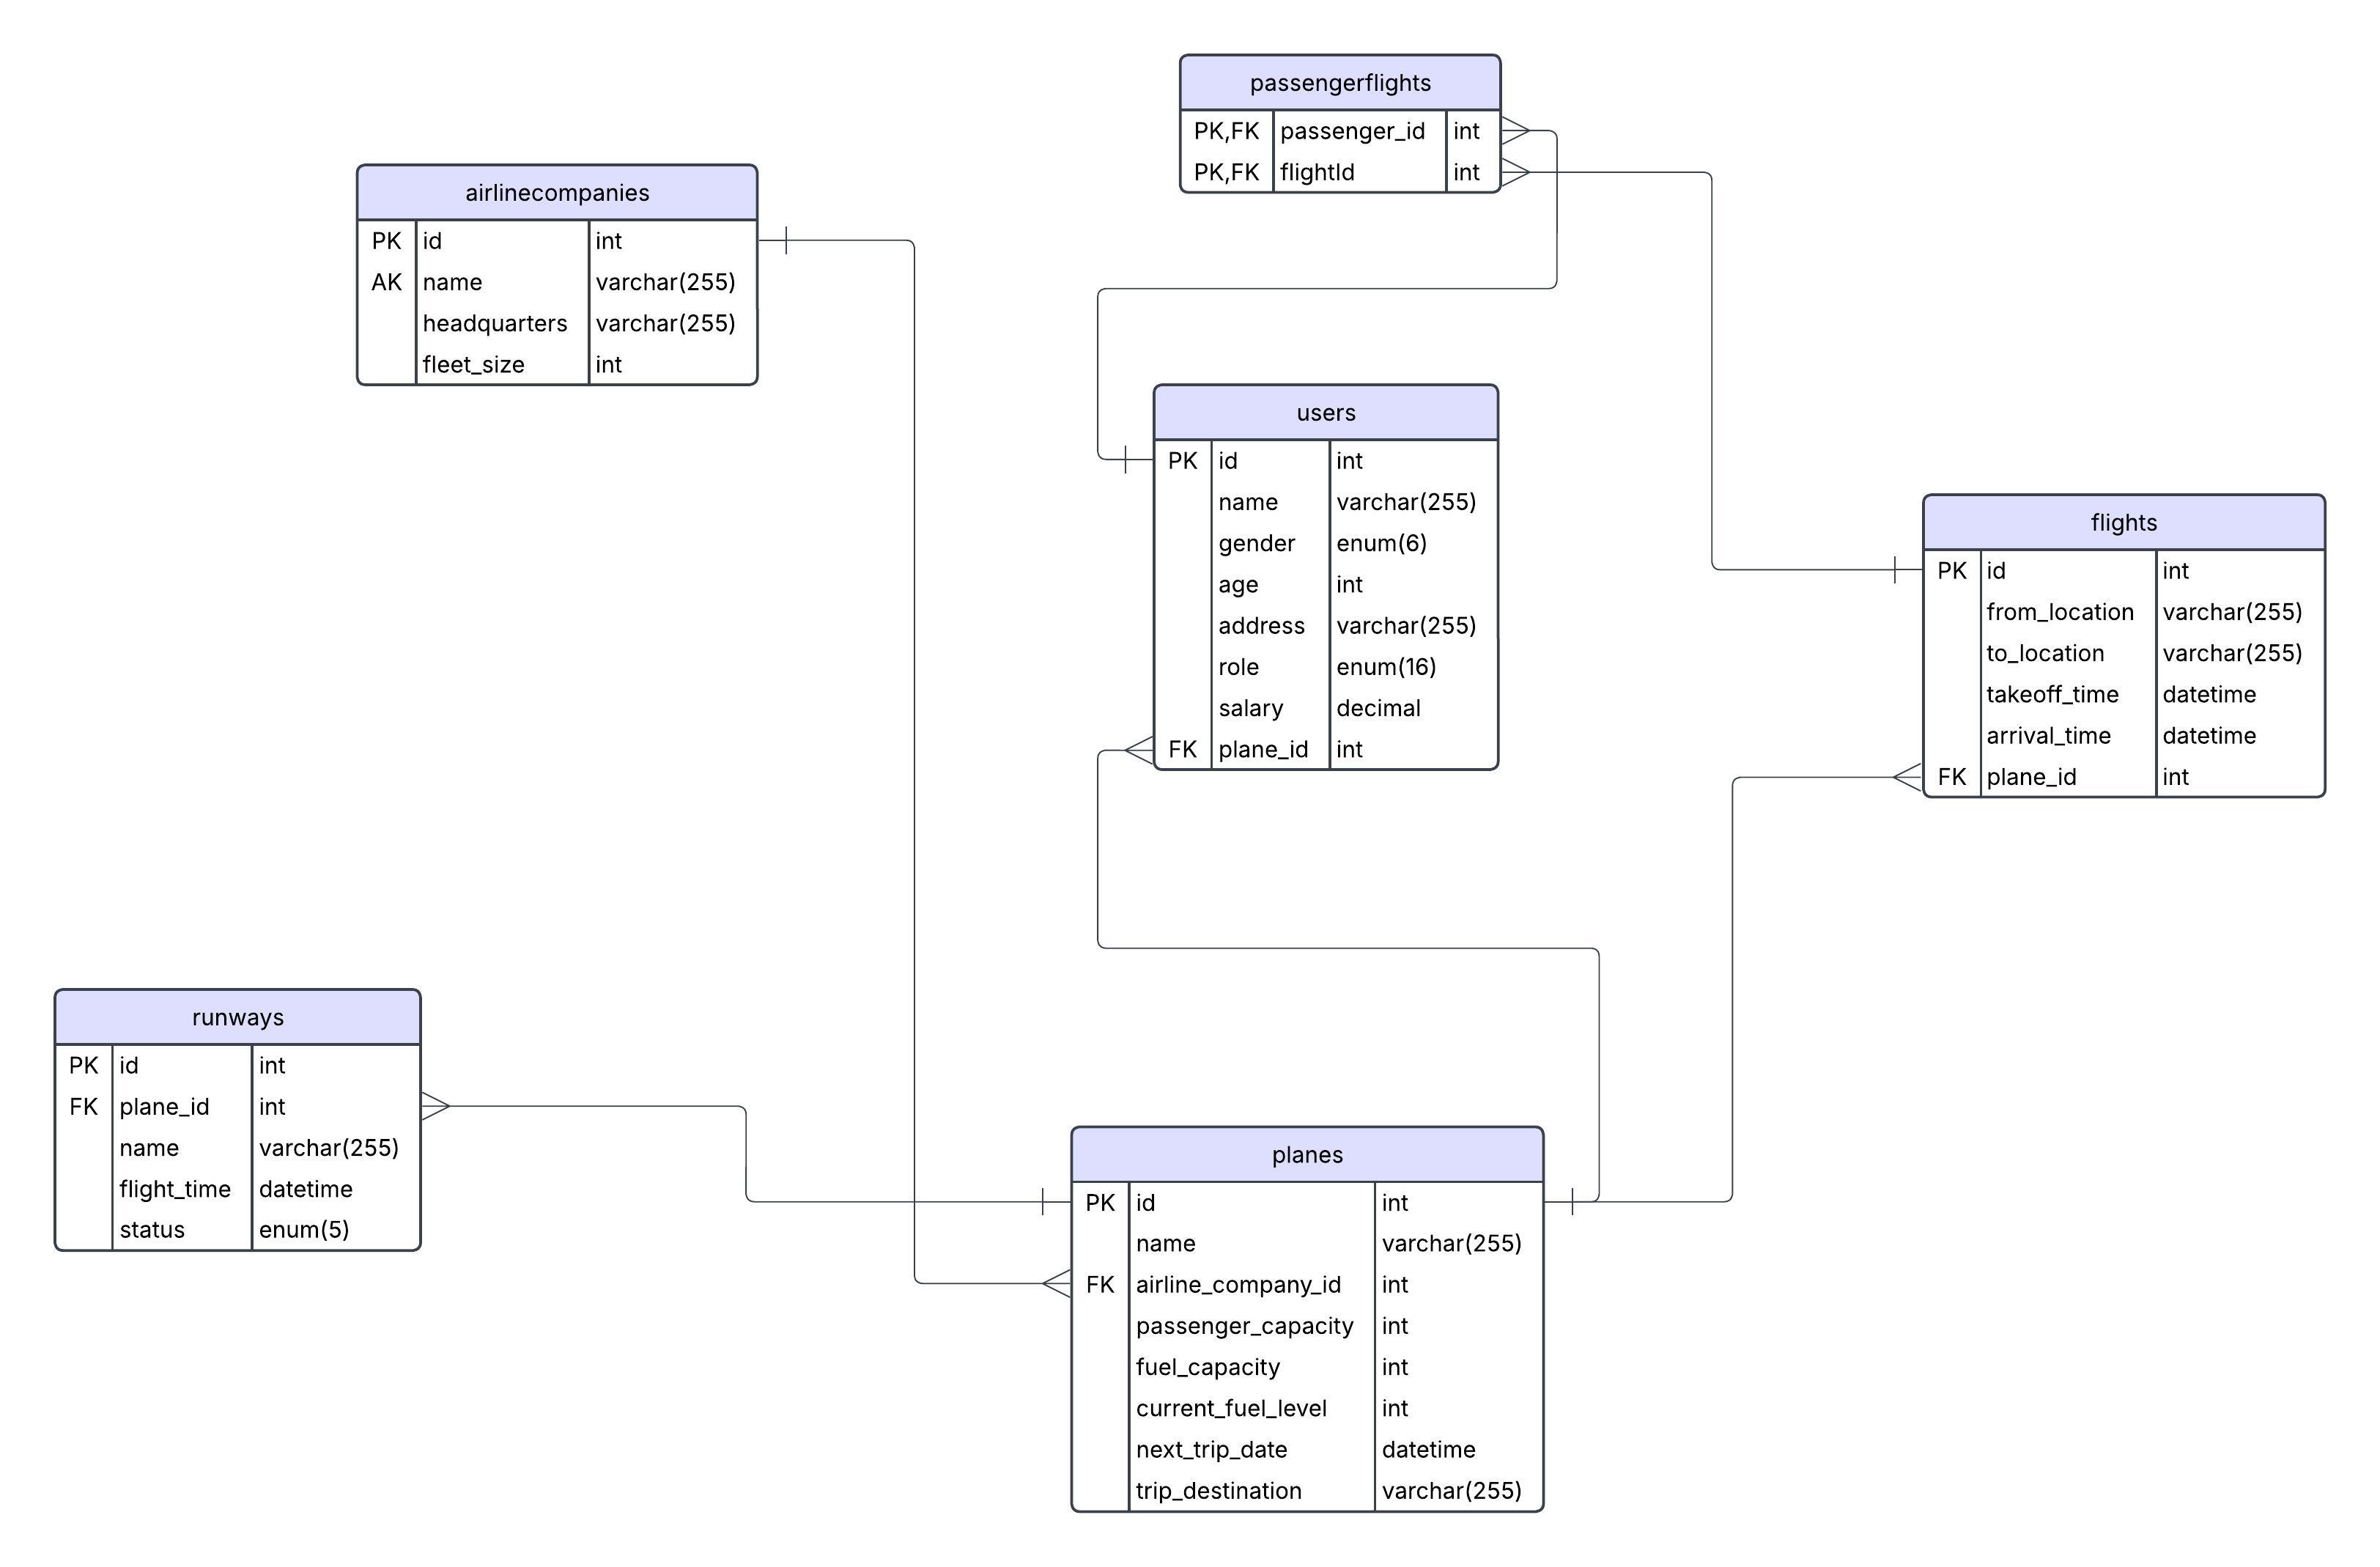 passengerflights
PK,FK passenger_id int
PK,FK flightId int
airlinecompanies
PK id int
AK name varchar(255)
headquarters varchar(255)
fleet_size int
users
PK id int
name varchar(255)
gender enum(6)
age int
address varchar(255)
role enum(16)
salary decimal
FK plane_id int
flights
PK id int
from_location varchar(255)
to_location varchar(255)
takeoff_time datetime
arrival_time datetime
FK plane_id int
runways
PK id int
FK plane_id int
name varchar(255)
flight_time datetime
status enum(5)
planes
PK id int
name varchar(255)
FK airline_company_id int
passenger_capacity int
fuel_capacity int
current_fuel_level int
next_trip_date datetime
trip_destination varchar(255)